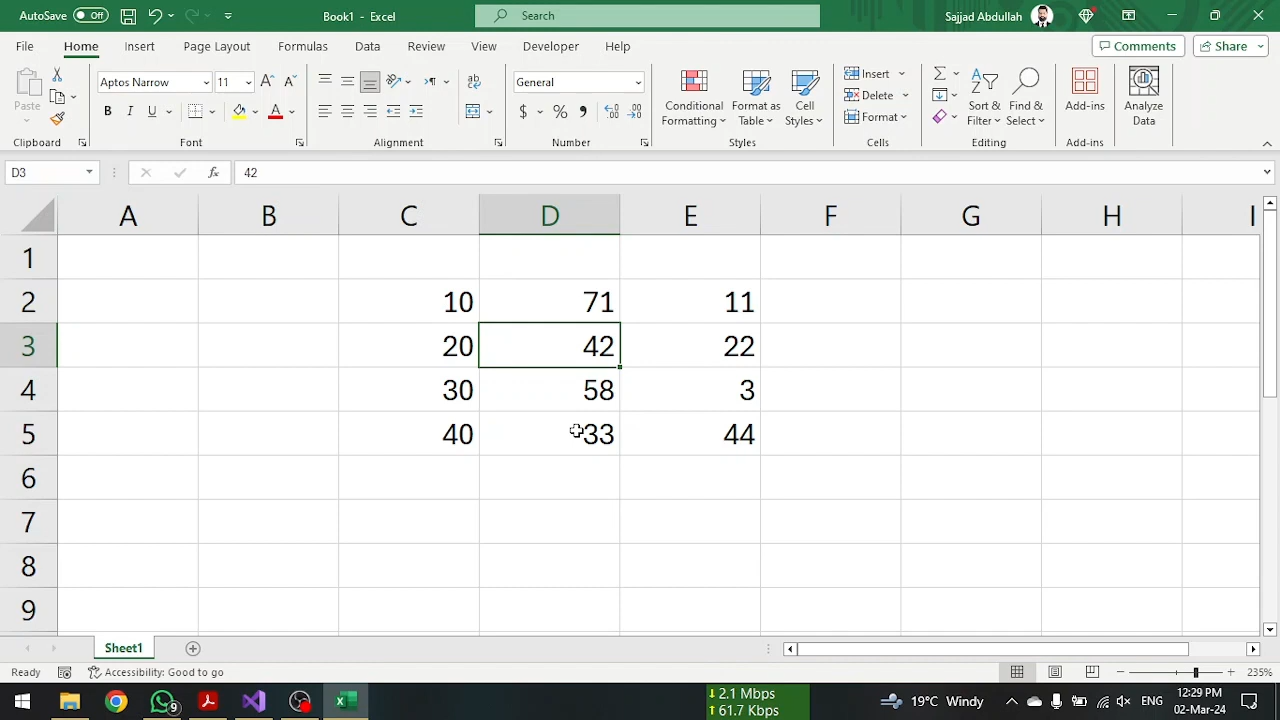 AutoSave Off Book1 - Excel Search Sajjad Abdullah
File Home Insert Page Layout Formulas Data Review View Developer Help Comments Share
Paste Aptos Narrow 11 General Conditional Formatting Format as Table Cell Styles Insert Delete Format Sort & Filter Find & Select Add-ins Analyze Data
Clipboard Font Alignment Number Styles Cells Editing Add-ins
D3 fx 42
A B C D E F G H I
1
2 10 71 11
3 20 42 22
4 30 58 3
5 40 33 44
6
7
8
9
Sheet1
Ready Accessibility: Good to go 235%
9 ↓ 2.1 Mbps ↑ 61.7 Kbps 19°C Windy ENG 12:29 PM 02-Mar-24